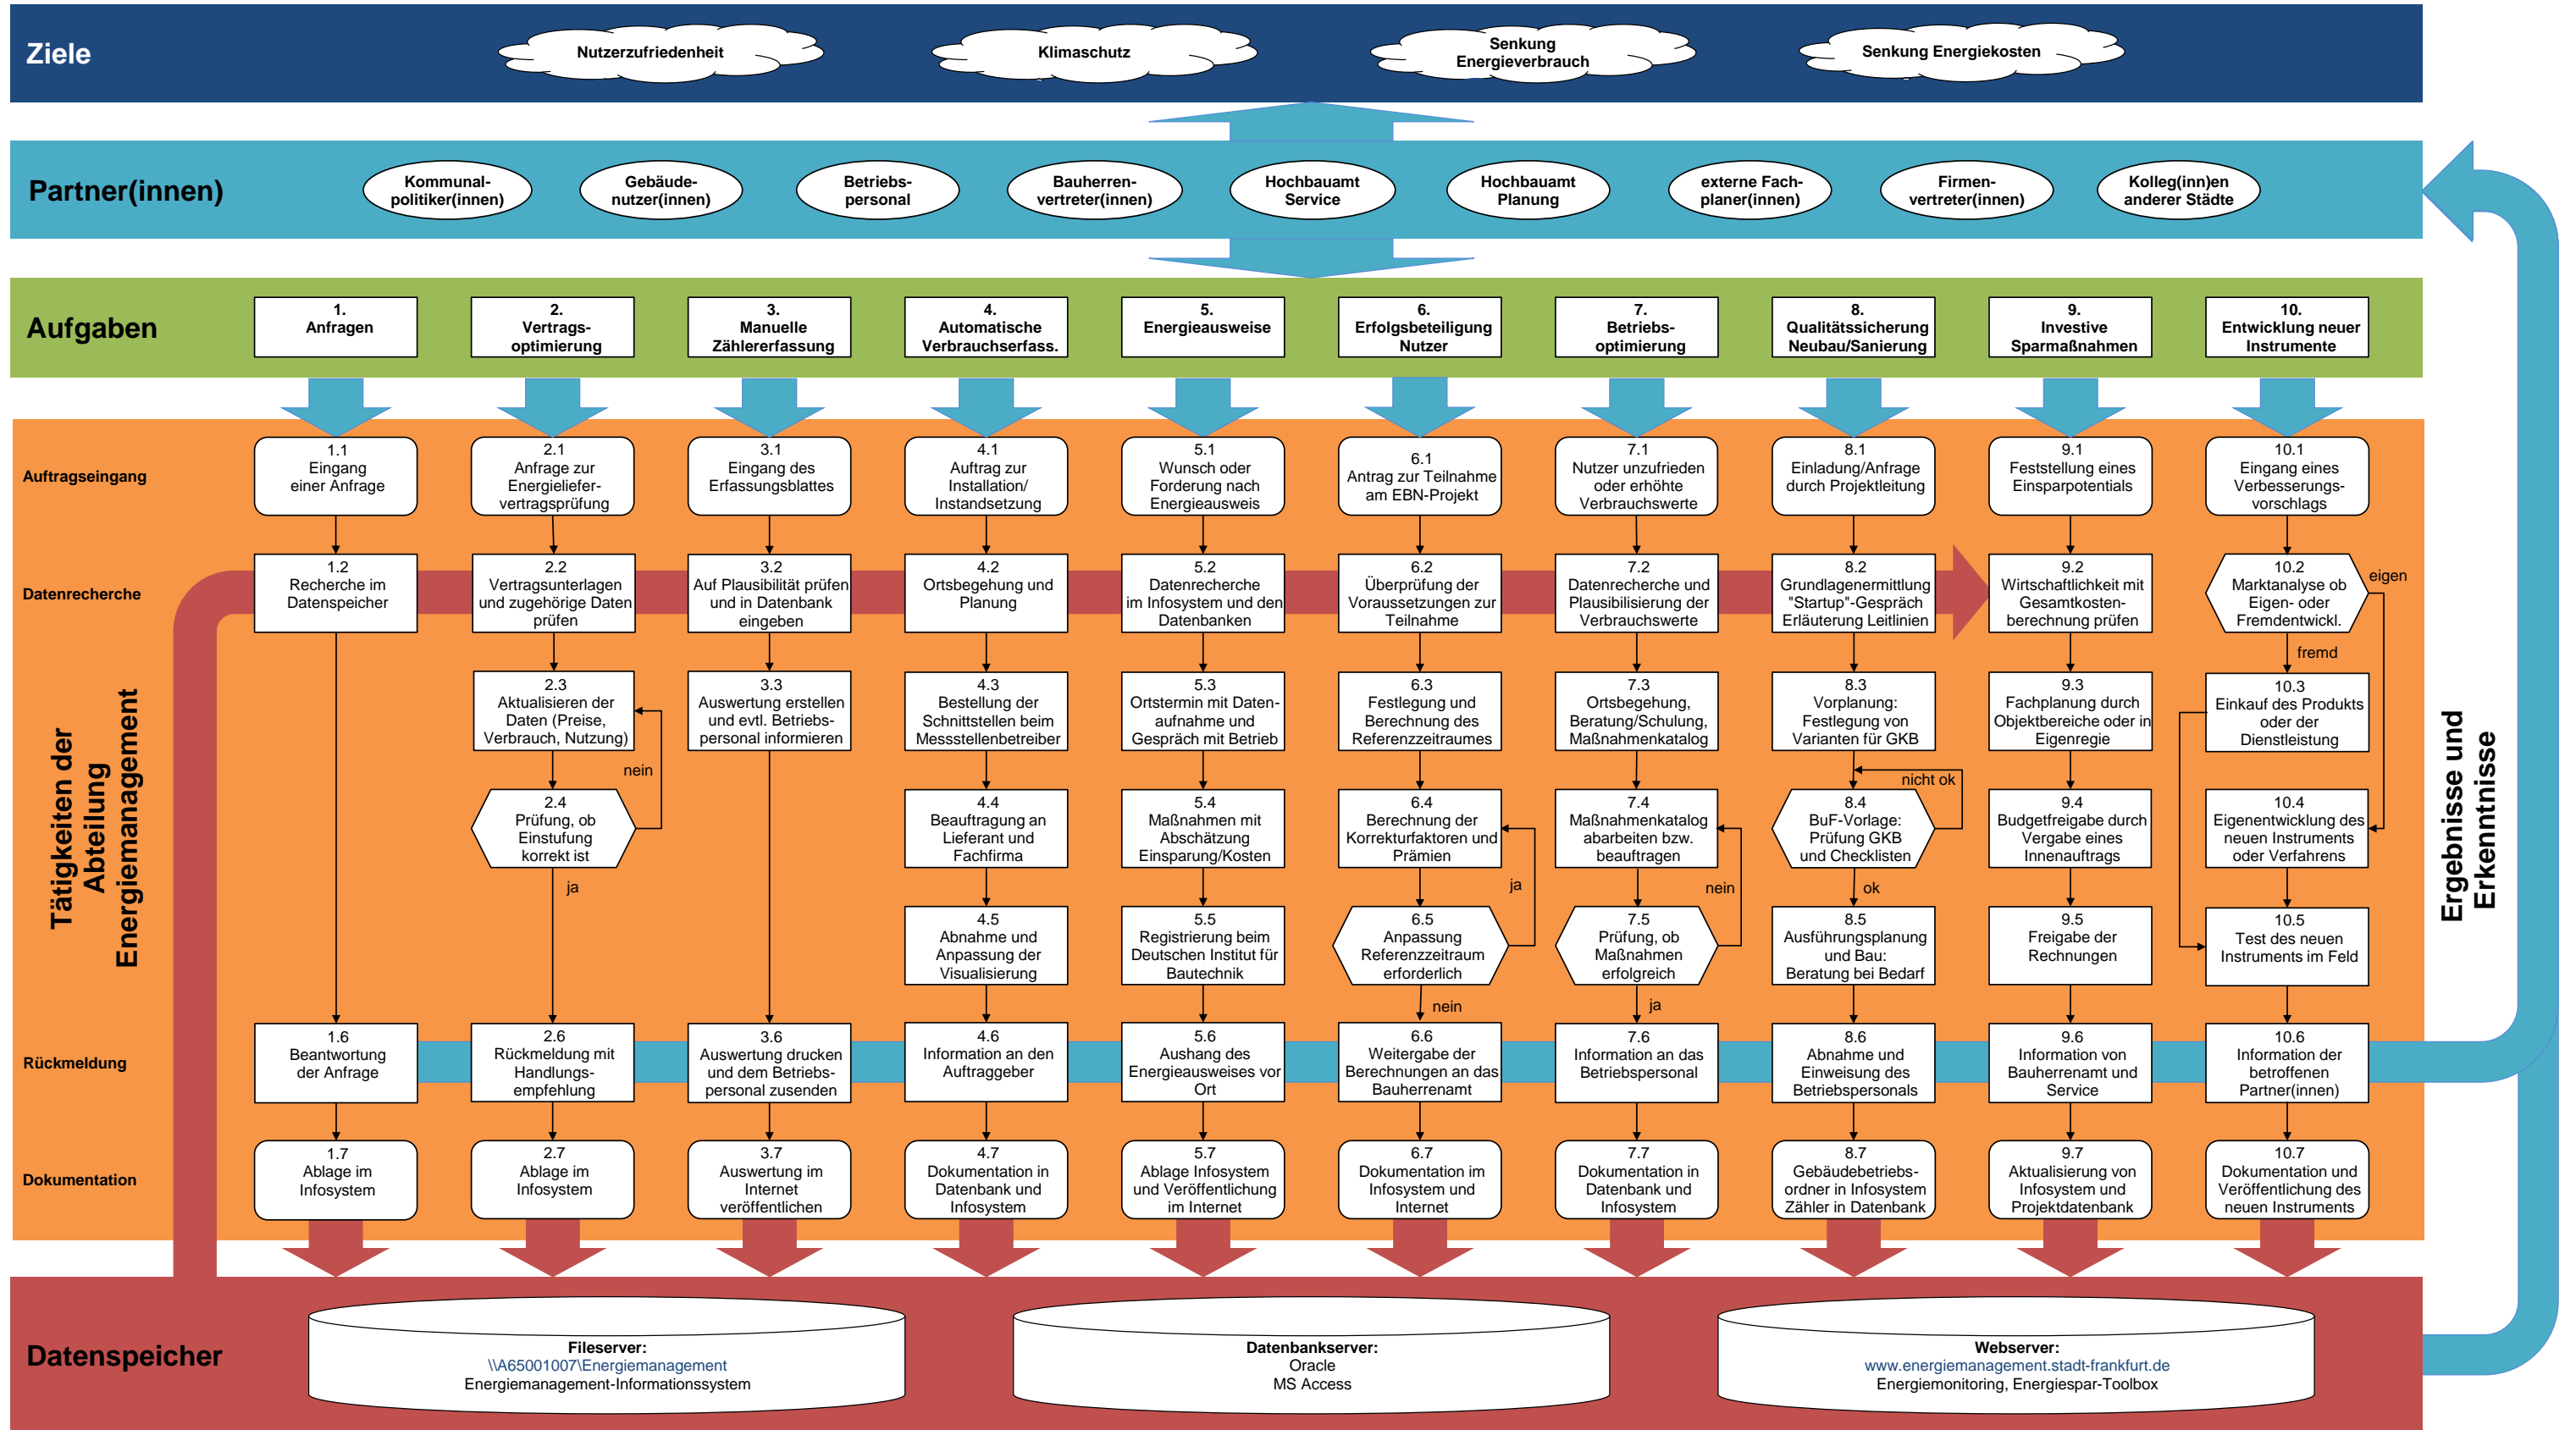 Ziele
Nutzerzufriedenheit
Klimaschutz
Senkung
Energieverbrauch
Senkung Energiekosten
Partner(innen)
Kommunal-
politiker(innen)
Gebäude-
nutzer(innen)
Betriebs-
personal
Bauherren-
vertreter(innen)
Hochbauamt
Service
Hochbauamt
Planung
externe Fach-
planer(innen)
Firmen-
vertreter(innen)
Kolleg(inn)en
anderer Städte
Aufgaben
1.
Anfragen
2.
Vertrags-
optimierung
3.
Manuelle
Zählererfassung
4.
Automatische
Verbrauchserfass.
5.
Energieausweise
6.
Erfolgsbeteiligung
Nutzer
7.
Betriebs-
optimierung
8.
Qualitätssicherung
Neubau/Sanierung
9.
Investive
Sparmaßnahmen
10.
Entwicklung neuer
Instrumente
Tätigkeiten der
Abteilung
Energiemanagement
Auftragseingang
1.1
Eingang
einer Anfrage
2.1
Anfrage zur
Energieliefer-
vertragsprüfung
3.1
Eingang des
Erfassungsblattes
4.1
Auftrag zur
Installation/
Instandsetzung
5.1
Wunsch oder
Forderung nach
Energieausweis
6.1
Antrag zur Teilnahme
am EBN-Projekt
7.1
Nutzer unzufrieden
oder erhöhte
Verbrauchswerte
8.1
Einladung/Anfrage
durch Projektleitung
9.1
Feststellung eines
Einsparpotentials
10.1
Eingang eines
Verbesserungs-
vorschlags
Datenrecherche
1.2
Recherche im
Datenspeicher
2.2
Vertragsunterlagen
und zugehörige Daten
prüfen
3.2
Auf Plausibilität prüfen
und in Datenbank
eingeben
4.2
Ortsbegehung und
Planung
5.2
Datenrecherche
im Infosystem und den
Datenbanken
6.2
Überprüfung der
Voraussetzungen zur
Teilnahme
7.2
Datenrecherche und
Plausibilisierung der
Verbrauchswerte
8.2
Grundlagenermittlung
"Startup"-Gespräch
Erläuterung Leitlinien
9.2
Wirtschaftlichkeit mit
Gesamtkosten-
berechnung prüfen
10.2
Marktanalyse ob
Eigen- oder
Fremdentwickl.
eigen
fremd
2.3
Aktualisieren der
Daten (Preise,
Verbrauch, Nutzung)
3.3
Auswertung erstellen
und evtl. Betriebs-
personal informieren
4.3
Bestellung der
Schnittstellen beim
Messstellenbetreiber
5.3
Ortstermin mit Daten-
aufnahme und
Gespräch mit Betrieb
6.3
Festlegung und
Berechnung des
Referenzzeitraumes
7.3
Ortsbegehung,
Beratung/Schulung,
Maßnahmenkatalog
8.3
Vorplanung:
Festlegung von
Varianten für GKB
9.3
Fachplanung durch
Objektbereiche oder in
Eigenregie
10.3
Einkauf des Produkts
oder der
Dienstleistung
nein
nicht ok
2.4
Prüfung, ob
Einstufung
korrekt ist
4.4
Beauftragung an
Lieferant und
Fachfirma
5.4
Maßnahmen mit
Abschätzung
Einsparung/Kosten
6.4
Berechnung der
Korrekturfaktoren und
Prämien
7.4
Maßnahmenkatalog
abarbeiten bzw.
beauftragen
8.4
BuF-Vorlage:
Prüfung GKB
und Checklisten
9.4
Budgetfreigabe durch
Vergabe eines
Innenauftrags
10.4
Eigenentwicklung des
neuen Instruments
oder Verfahrens
ja
ja
nein
ok
4.5
Abnahme und
Anpassung der
Visualisierung
5.5
Registrierung beim
Deutschen Institut für
Bautechnik
6.5
Anpassung
Referenzzeitraum
erforderlich
7.5
Prüfung, ob
Maßnahmen
erfolgreich
8.5
Ausführungsplanung
und Bau:
Beratung bei Bedarf
9.5
Freigabe der
Rechnungen
10.5
Test des neuen
Instruments im Feld
nein
ja
Rückmeldung
1.6
Beantwortung
der Anfrage
2.6
Rückmeldung mit
Handlungs-
empfehlung
3.6
Auswertung drucken
und dem Betriebs-
personal zusenden
4.6
Information an den
Auftraggeber
5.6
Aushang des
Energieausweises vor
Ort
6.6
Weitergabe der
Berechnungen an das
Bauherrenamt
7.6
Information an das
Betriebspersonal
8.6
Abnahme und
Einweisung des
Betriebspersonals
9.6
Information von
Bauherrenamt und
Service
10.6
Information der
betroffenen
Partner(innen)
Dokumentation
1.7
Ablage im
Infosystem
2.7
Ablage im
Infosystem
3.7
Auswertung im
Internet
veröffentlichen
4.7
Dokumentation in
Datenbank und
Infosystem
5.7
Ablage Infosystem
und Veröffentlichung
im Internet
6.7
Dokumentation im
Infosystem und
Internet
7.7
Dokumentation in
Datenbank und
Infosystem
8.7
Gebäudebetriebs-
ordner in Infosystem
Zähler in Datenbank
9.7
Aktualisierung von
Infosystem und
Projektdatenbank
10.7
Dokumentation und
Veröffentlichung des
neuen Instruments
Ergebnisse und
Erkenntnisse
Datenspeicher
Fileserver:
\\A65001007\Energiemanagement
Energiemanagement-Informationssystem
Datenbankserver:
Oracle
MS Access
Webserver:
www.energiemanagement.stadt-frankfurt.de
Energiemonitoring, Energiespar-Toolbox